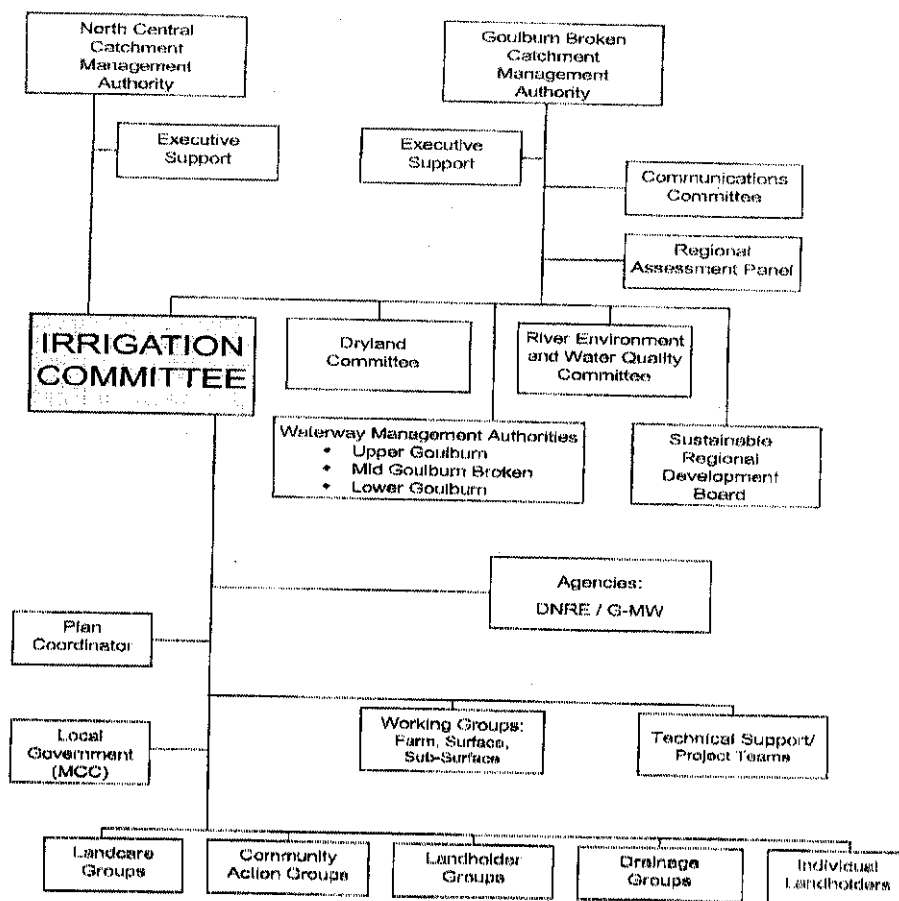 North Central
Catchment
Management
Authority
Goulburn Broken
Catchment
Management
Authority
Executive
Support
Executive
Support
Communications
Committee
Regional
Assessment Panel
IRRIGATION
COMMITTEE
Dryland
Committee
River Environment
and Water Quality
Committee
Waterway Management Authorities
• Upper Goulburn
• Mid Goulburn Broken
• Lower Goulburn
Sustainable
Regional
Development
Board
Agencies:
DNRE / G-MW
Plan
Coordinator
Local
Government
(MCC)
Working Groups:
Farm, Surface,
Sub-Surface
Technical Support/
Project Teams
Landcare
Groups
Community
Action Groups
Landholder
Groups
Drainage
Groups
Individual
Landholders